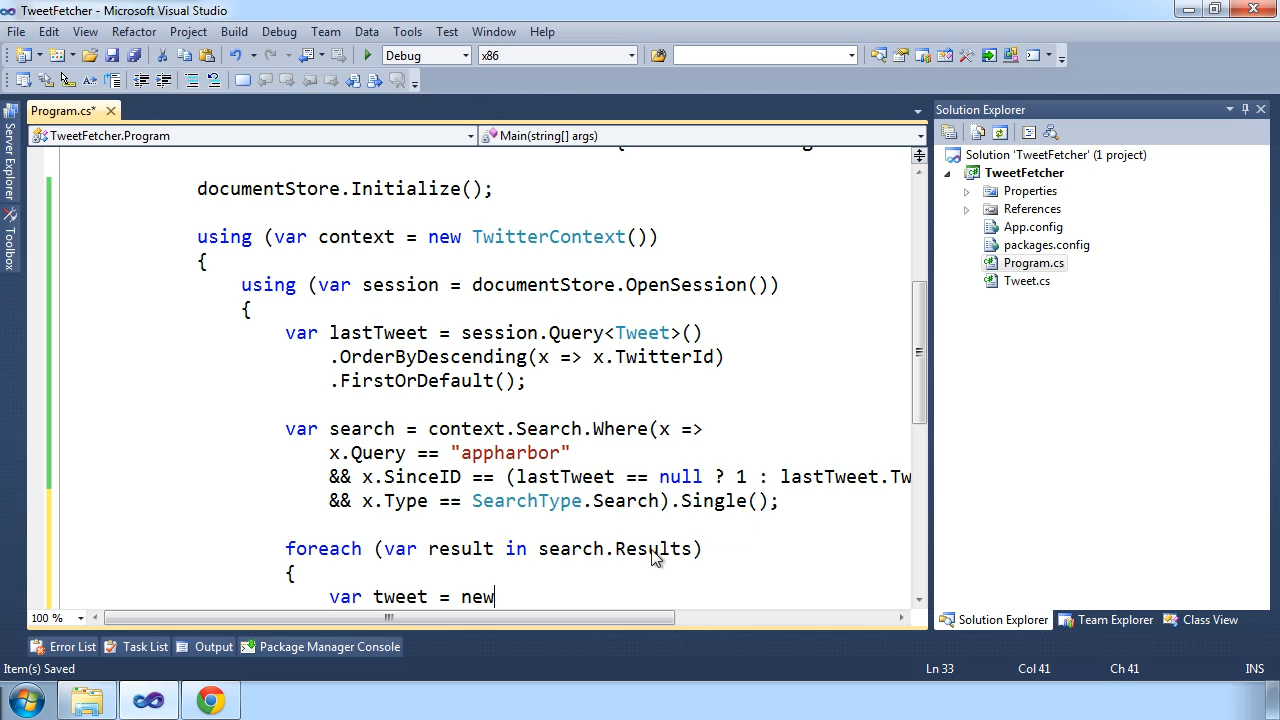 TweetFetcher - Microsoft Visual Studio
File Edit View Refactor Project Build Debug Team Data Tools Test Window Help
Debug x86
Program.cs*
Solution Explorer
TweetFetcher.Program
Main(string[] args)
Server Explorer
Toolbox
documentStore.Initialize();
using (var context = new TwitterContext())
{
using (var session = documentStore.OpenSession())
{
var lastTweet = session.Query<Tweet>()
.OrderByDescending(x => x.TwitterId)
.FirstOrDefault();
var search = context.Search.Where(x =>
x.Query == "appharbor"
&& x.SinceID == (lastTweet == null ? 1 : lastTweet.Tw
&& x.Type == SearchType.Search).Single();
foreach (var result in search.Results)
{
var tweet = new
100 %
Solution 'TweetFetcher' (1 project)
TweetFetcher
Properties
References
App.config
packages.config
Program.cs
Tweet.cs
Solution Explorer Team Explorer Class View
Error List Task List Output Package Manager Console
Item(s) Saved
Ln 33 Col 41 Ch 41 INS